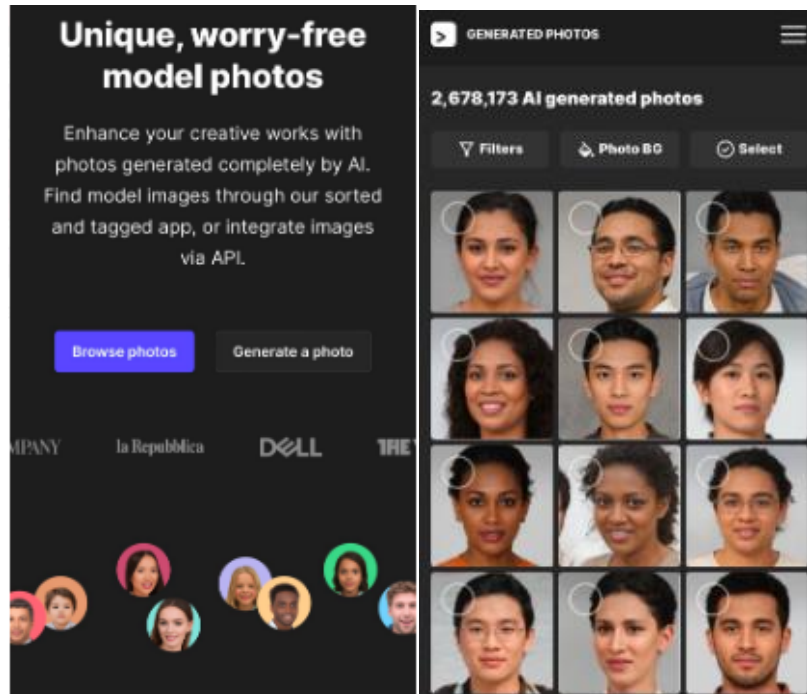 Unique, worry-free
model photos
Enhance your creative works with
photos generated completely by AI.
Find model images through our sorted
and tagged app, or integrate images
via API.
Browse photos
Generate a photo
MPANY
la Repubblica
DELL
THE
GENERATED PHOTOS
2,678,173 AI generated photos
Filters
Photo BG
Select